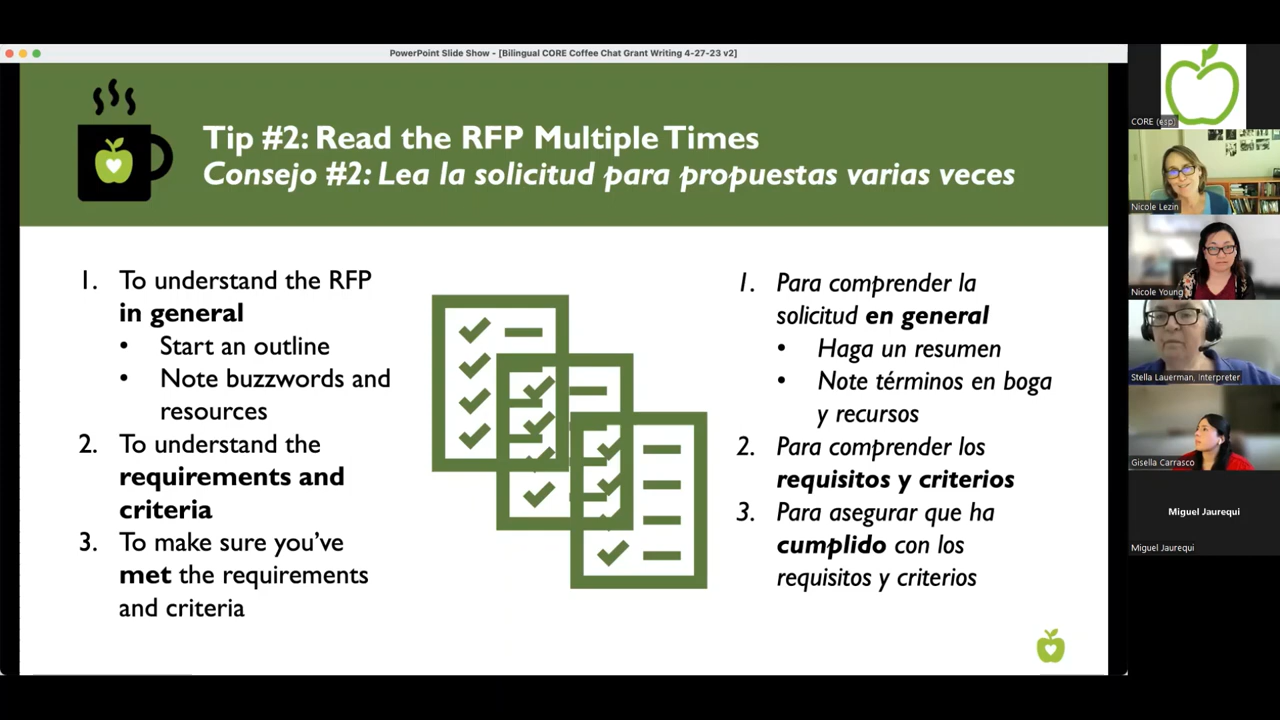 PowerPoint Slide Show - [Bilingual CORE Coffee Chat Grant Writing 4-27-23 v2]
Tip #2: Read the RFP Multiple Times
Consejo #2: Lea la solicitud para propuestas varias veces
1. To understand the RFP
in general
• Start an outline
• Note buzzwords and
resources
2. To understand the
requirements and
criteria
3. To make sure you’ve
met the requirements
and criteria
1. Para comprender la
solicitud en general
• Haga un resumen
• Note términos en boga
y recursos
2. Para comprender los
requisitos y criterios
3. Para asegurar que ha
cumplido con los
requisitos y criterios
CORE (esp)
Nicole Lezin
Nicole Young
Stella Lauerman, Interpreter
Gisella Carrasco
Miguel Jaurequi
Miguel Jaurequi